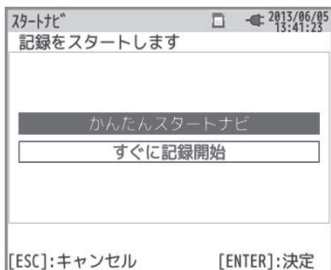 スタートナビ 2013/06/05
13:41:23
記録をスタートします
かんたんスタートナビ
すぐに記録開始
[ESC]:キャンセル [ENTER]:決定